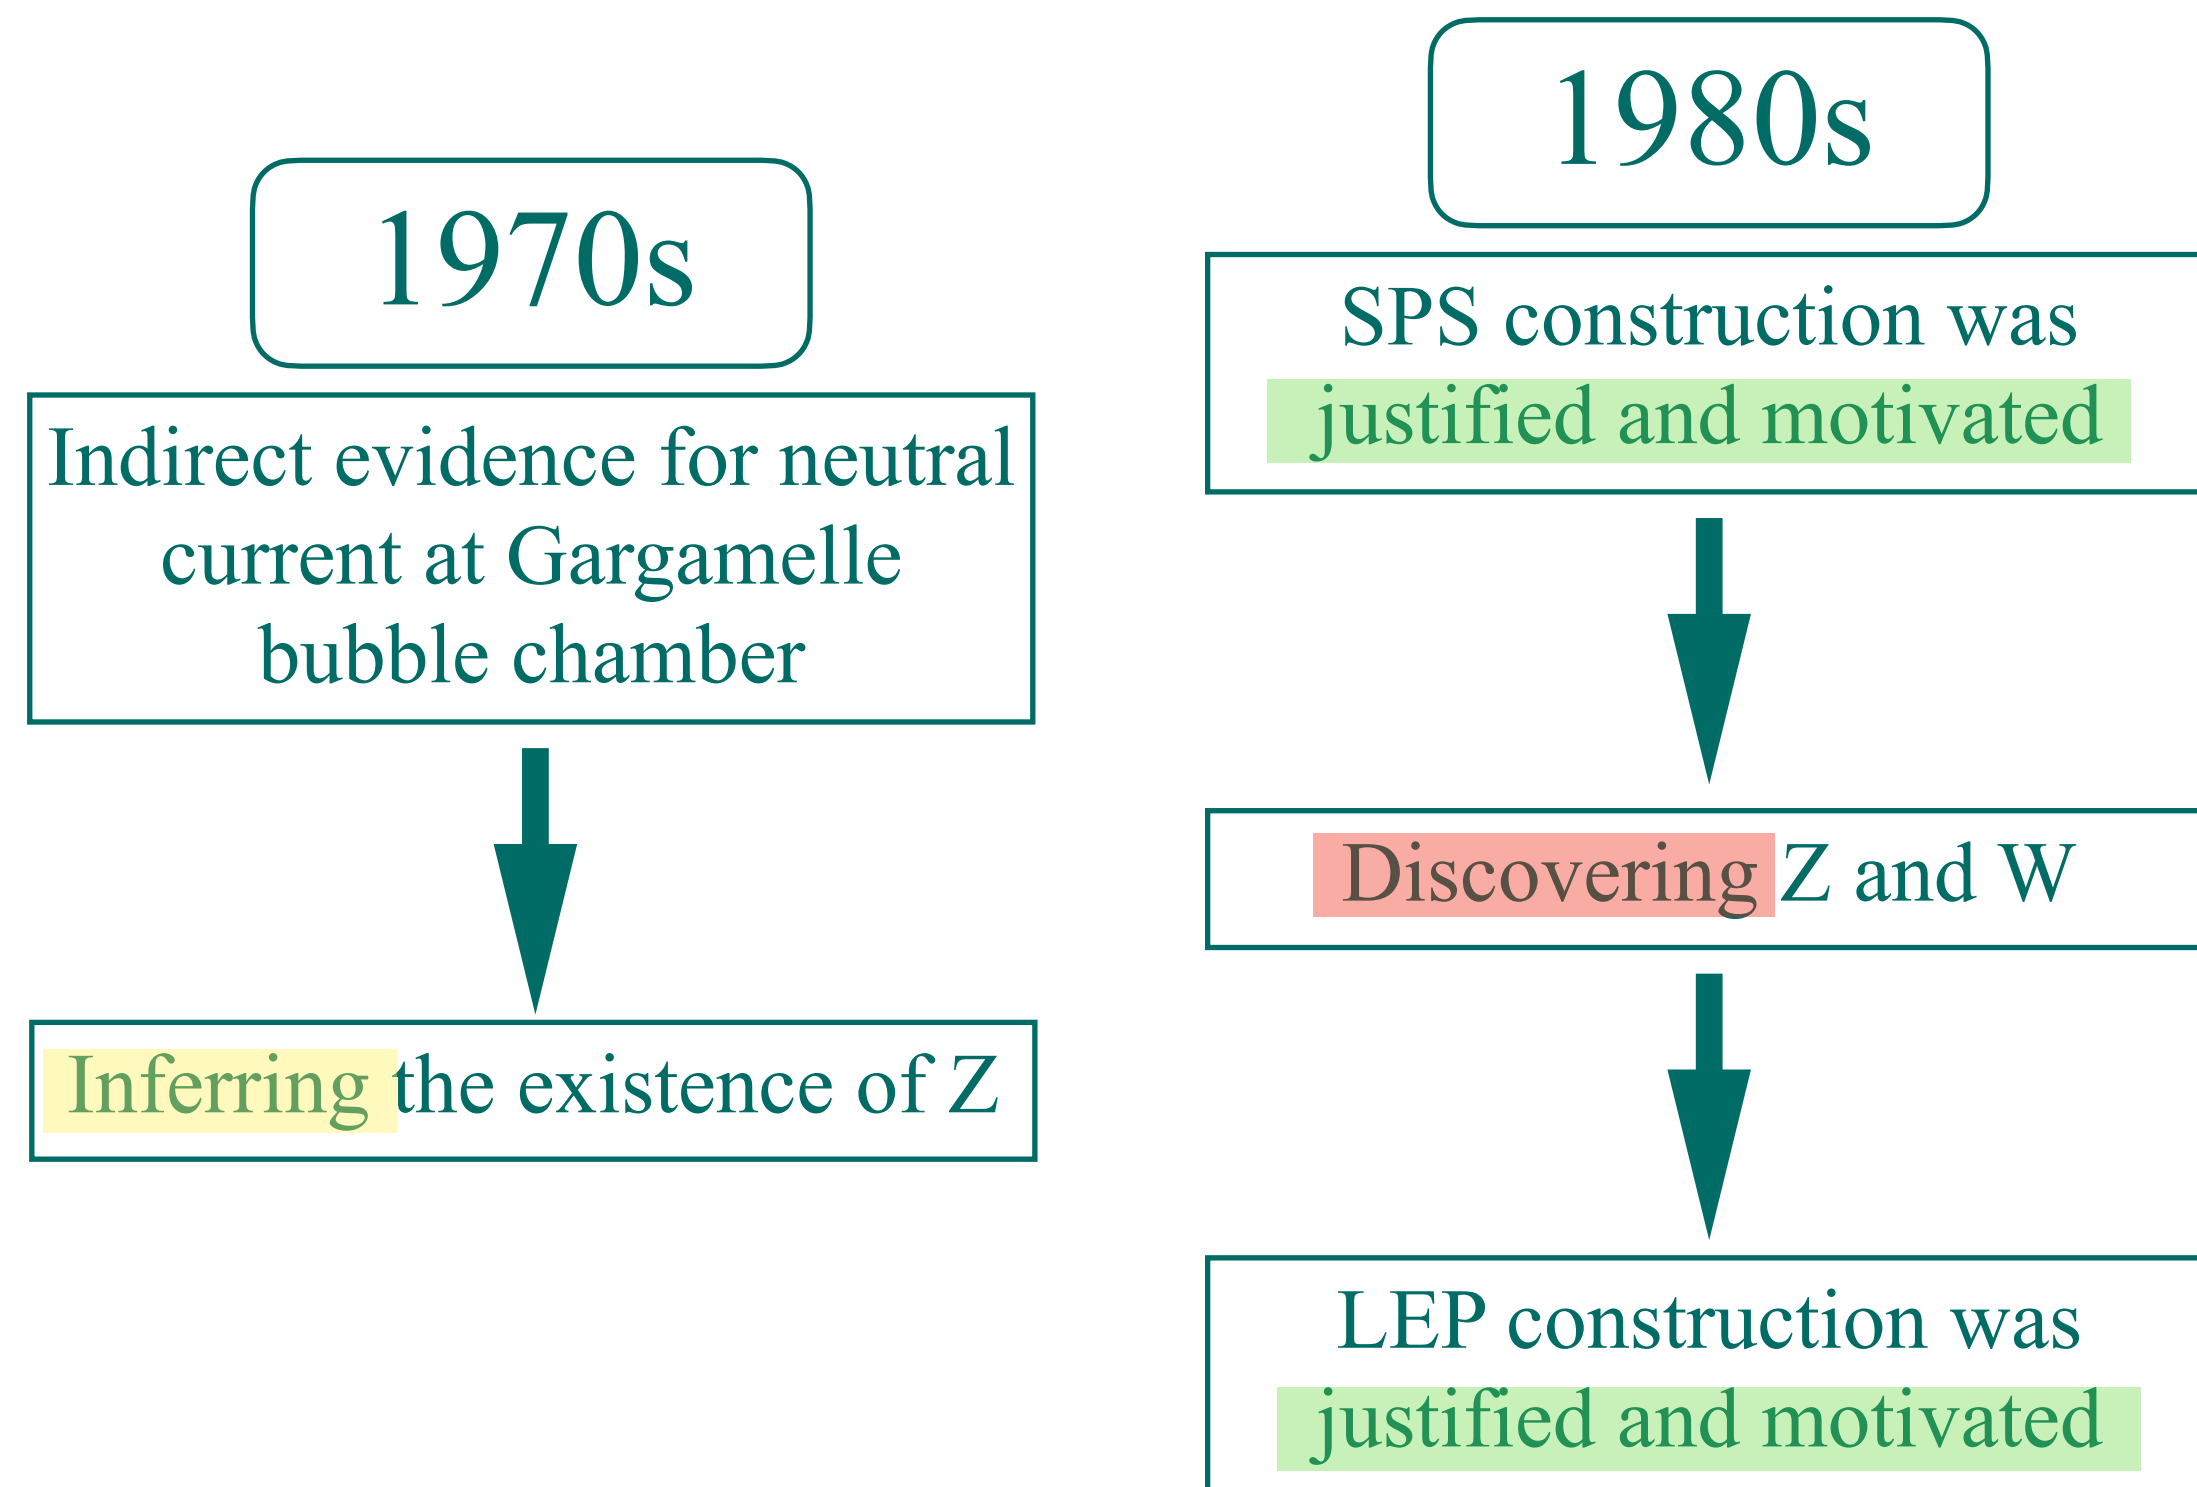 1970s
Indirect evidence for neutral
current at Gargamelle
bubble chamber
Inferring the existence of Z
1980s
SPS construction was
justified and motivated
Discovering Z and W
LEP construction was
justified and motivated